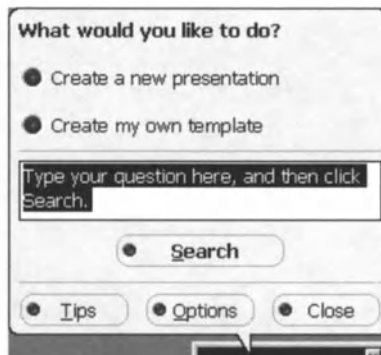 What would you like to do?
Create a new presentation
Create my own template
Type your question here, and then click
Search.
Search
Tips Options Close